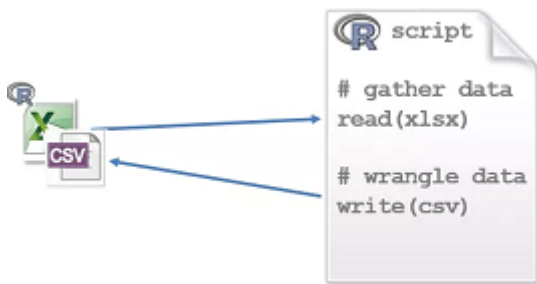 R script
# gather data
read(xlsx)
# wrangle data
write(csv)
R
X
CSV